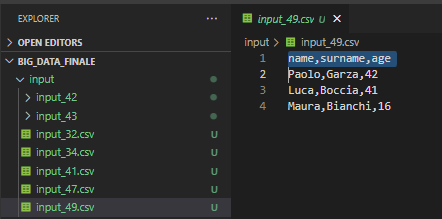 EXPLORER
...
OPEN EDITORS
BIG_DATA_FINALE
input
input_42
input_43
input_32.csv U
input_34.csv U
input_41.csv U
input_47.csv U
input_49.csv U
input_49.csv U ×
input > input_49.csv
1 name,surname,age
2 Paolo,Garza,42
3 Luca,Boccia,41
4 Maura,Bianchi,16